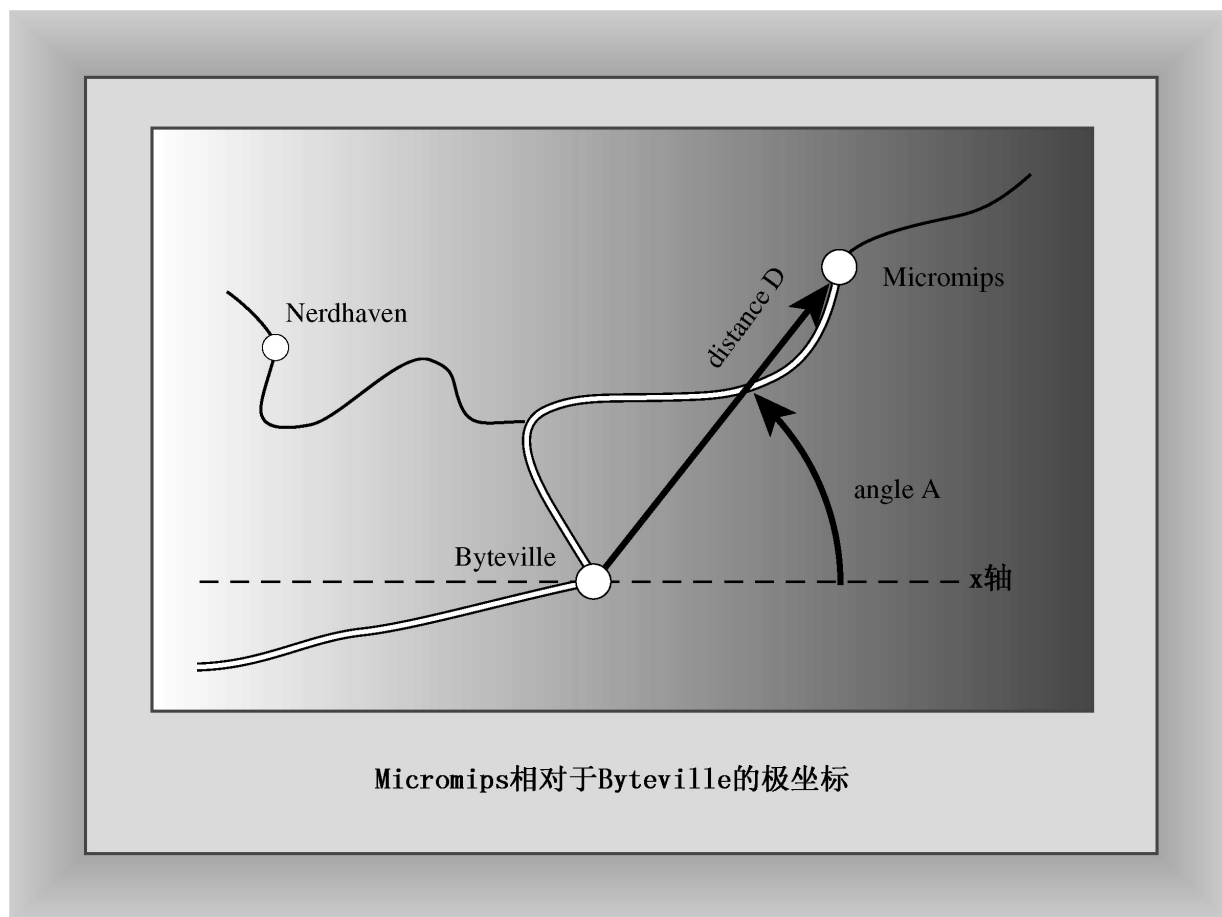 Nerdhaven
distance D
Micromips
angle A
Byteville
x轴
Micromips相对于Byteville的极坐标